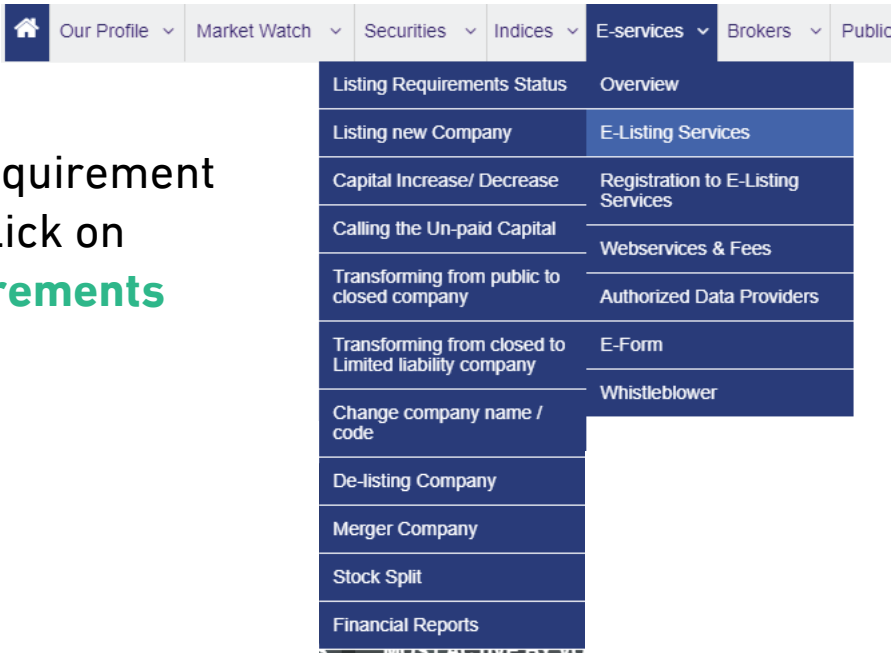 Our Profile
Market Watch
Securities
Indices
E-services
Brokers
Listing Requirements Status
Listing new Company
Capital Increase/ Decrease
Calling the Un-paid Capital
Transforming from public to
closed company
Transforming from closed to
Limited liability company
Change company name /
code
De-listing Company
Merger Company
Stock Split
Financial Reports
Overview
E-Listing Services
Registration to E-Listing
Services
Webservices & Fees
Authorized Data Providers
E-Form
Whistleblower
quirement
lick on
rements